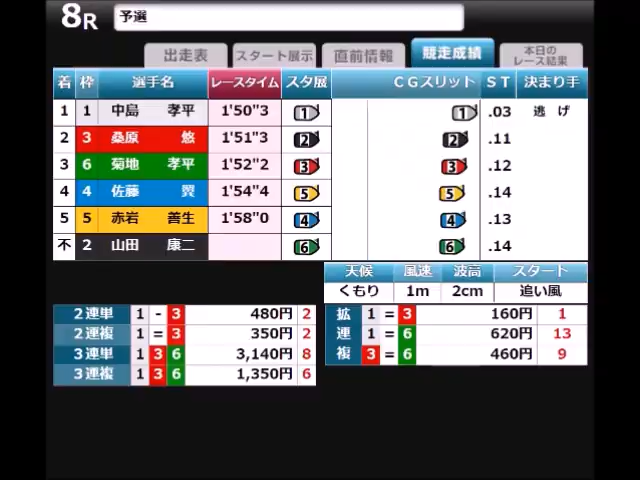 8R 予選
出走表 スタート展示 直前情報 競走成績 本日のレース結果
着 枠 選手名 レースタイム スタ展 CGスリット ST 決まり手
1 1 中島 孝平 1'50"3 1 1 .03 逃げ
2 3 桑原 悠 1'51"3 2 2 .11
3 6 菊地 孝平 1'52"2 3 3 .12
4 4 佐藤 翼 1'54"4 5 5 .14
5 5 赤岩 善生 1'58"0 4 4 .13
不 2 山田 康二 6 6 .14
天候 風速 波高 スタート
くもり 1m 2cm 追い風
2連単 1 - 3 480円 2
2連複 1 = 3 350円 2
3連単 1 3 6 3,140円 8
3連複 1 3 6 1,350円 6
拡 1 = 3 160円 1
連 1 = 6 620円 13
複 3 = 6 460円 9